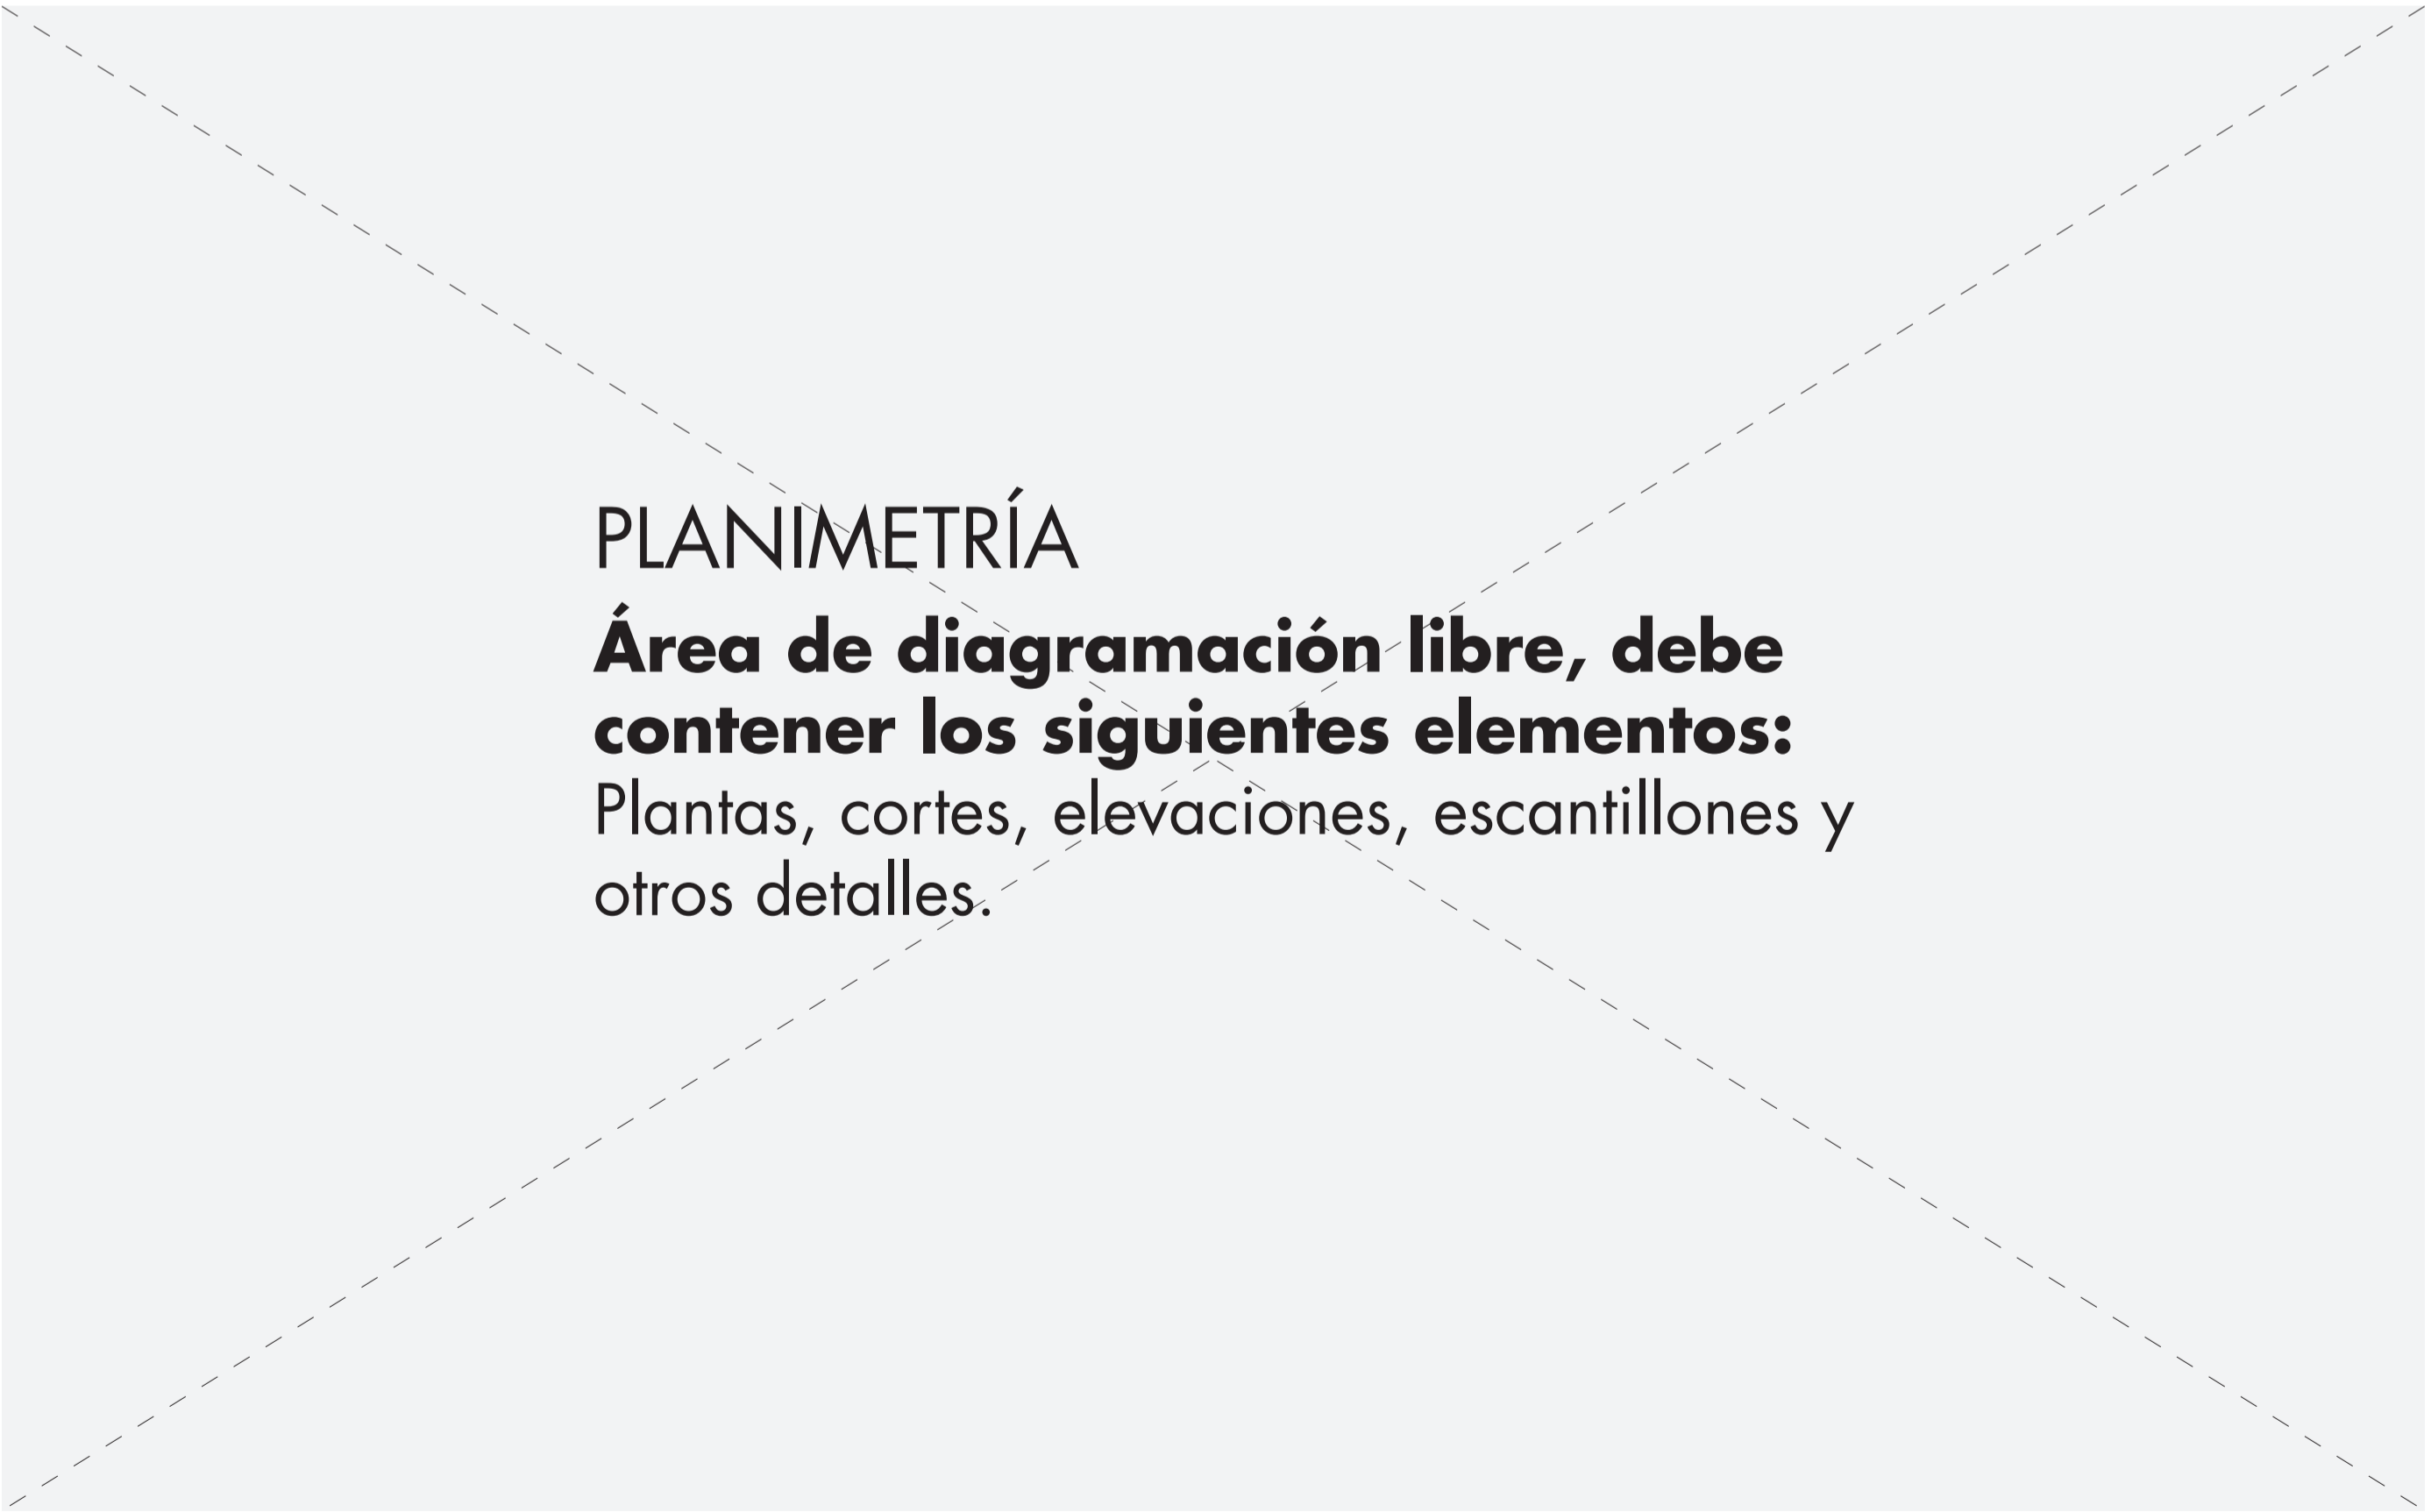 PLANIMETRÍA
Área de diagramación libre, debe
contener los siguientes elementos:
Plantas, cortes, elevaciones, escantillones y
otros detalles.